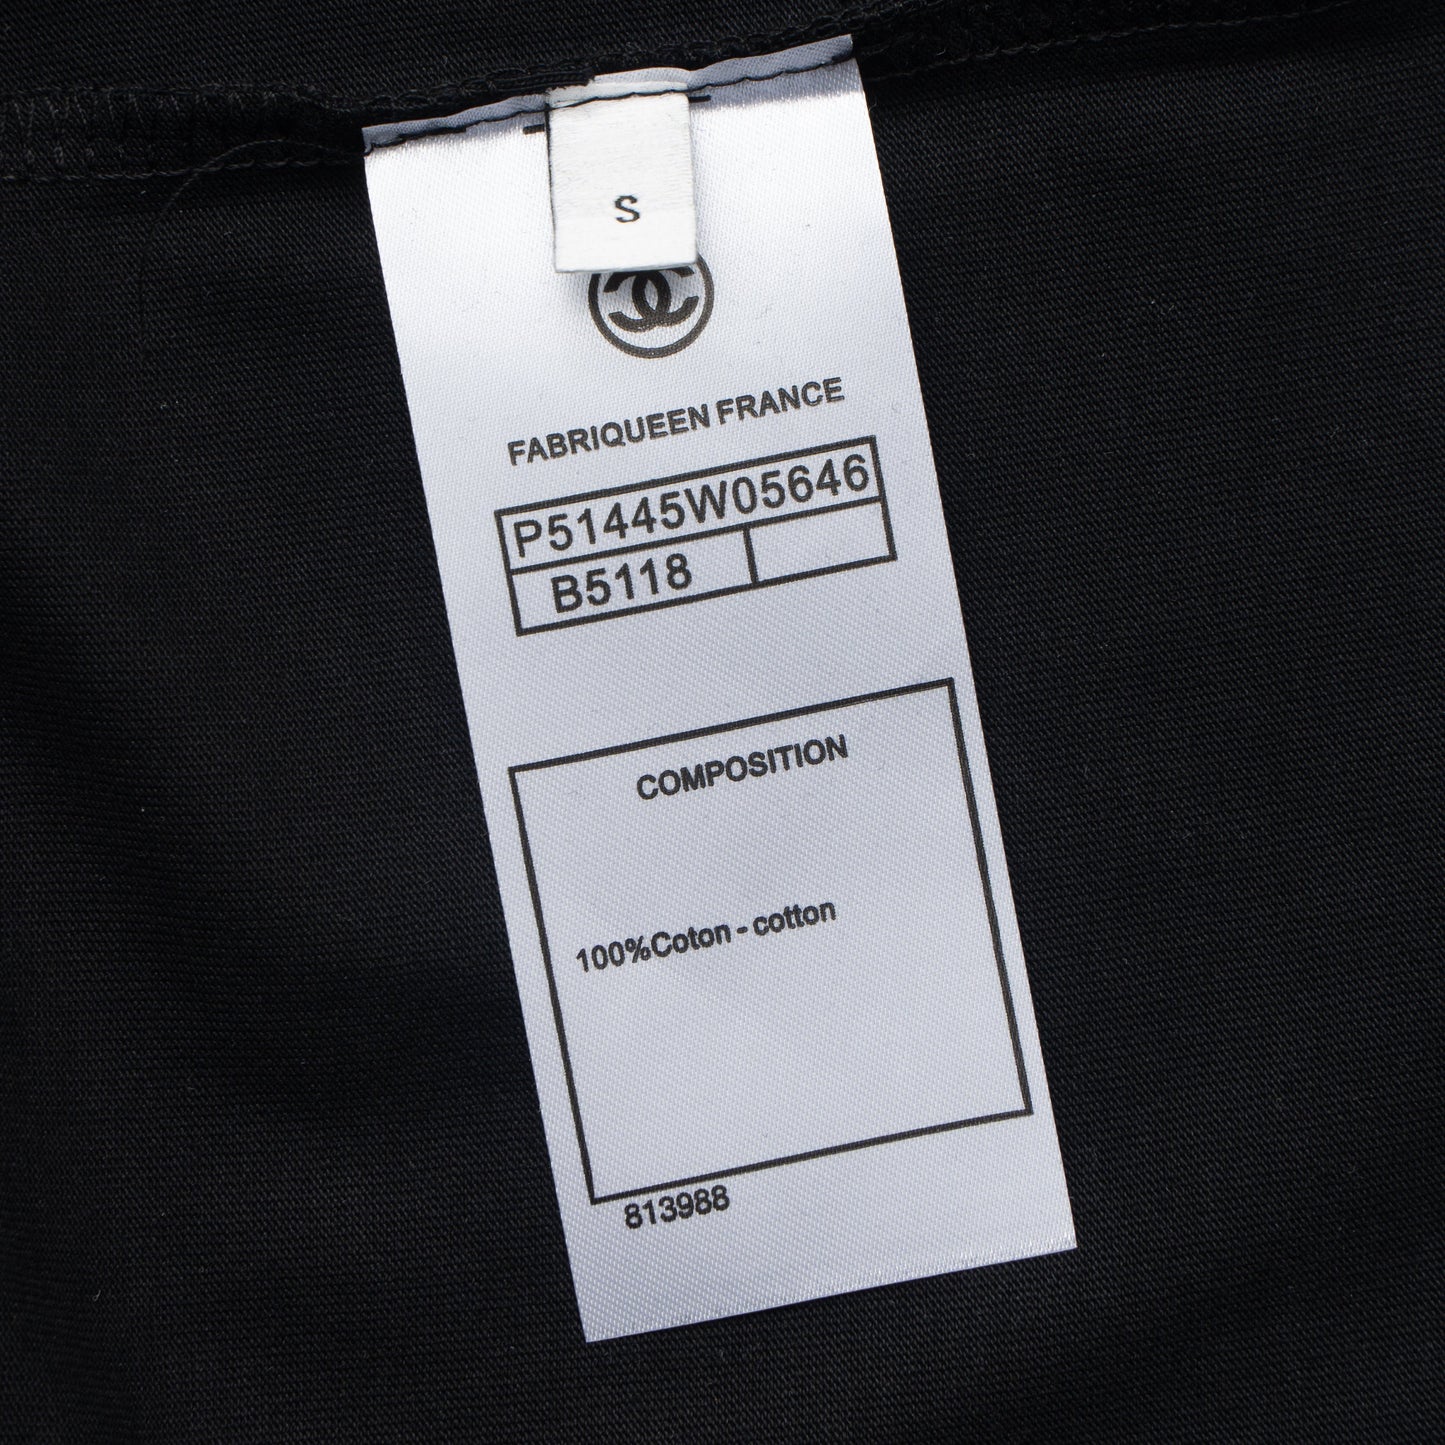 S
FABRIQUEEN FRANCE
P51445W05646
B5118
COMPOSITION
100%Coton - cotton
813988